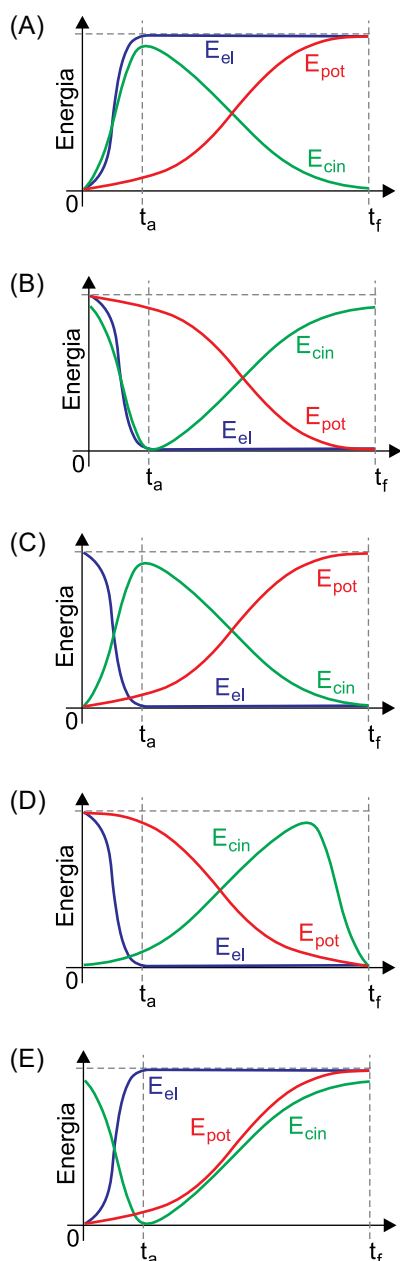 (A)
Energia
E_el
E_pot
E_cin
0
t_a
t_f
(B)
Energia
E_cin
E_pot
E_el
0
t_a
t_f
(C)
Energia
E_pot
E_el
E_cin
0
t_a
t_f
(D)
Energia
E_cin
E_pot
E_el
0
t_a
t_f
(E)
Energia
E_el
E_pot
E_cin
0
t_a
t_f